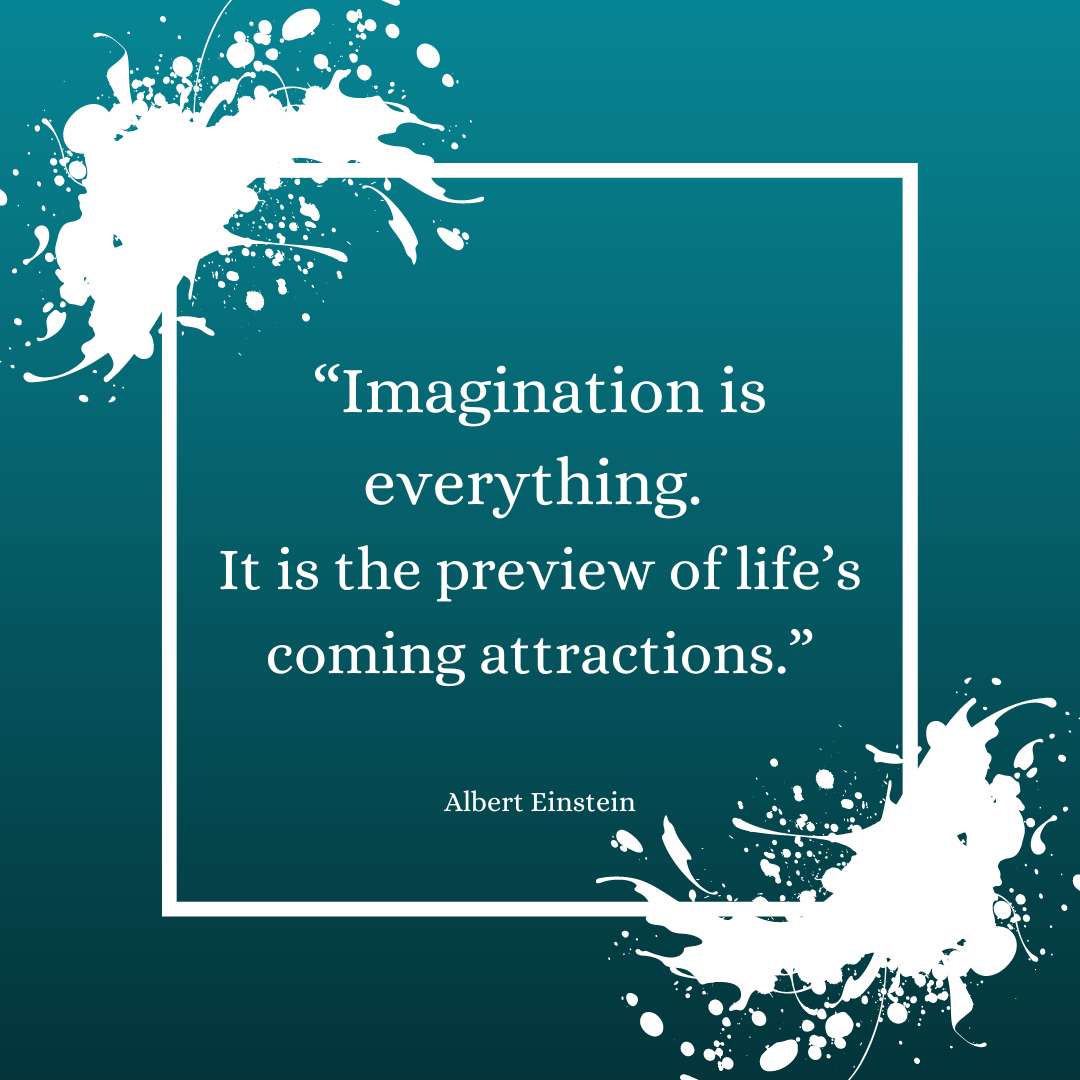 “Imagination is
everything.
It is the preview of life’s
coming attractions.”
Albert Einstein